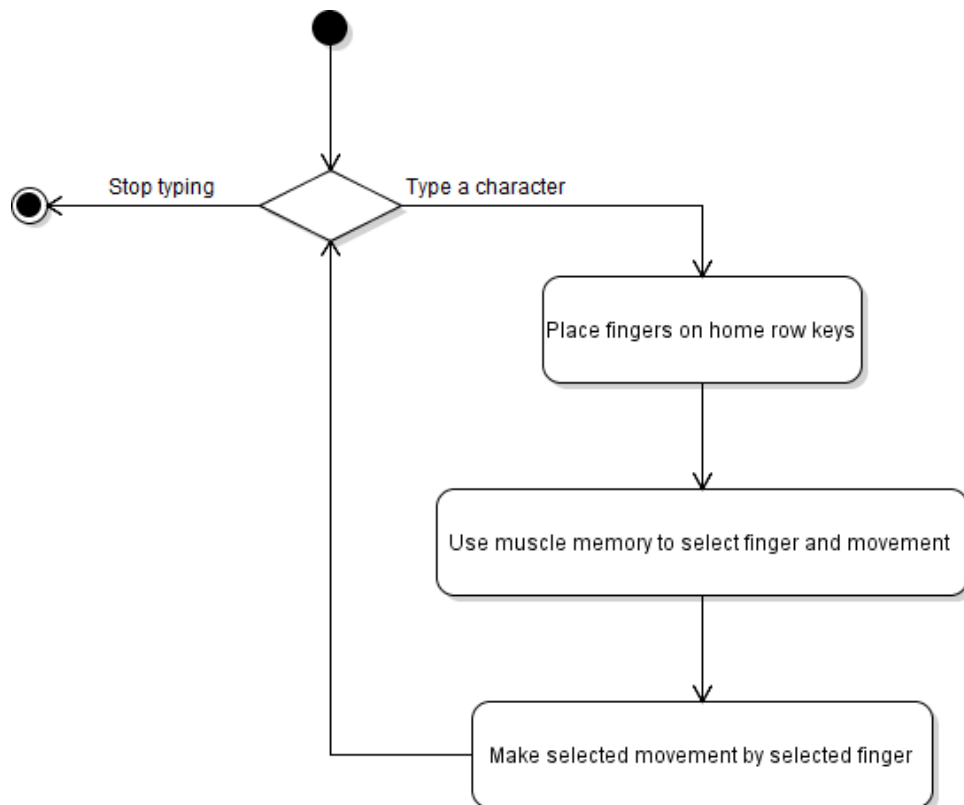 Stop typing
Type a character
Place fingers on home row keys
Use muscle memory to select finger and movement
Make selected movement by selected finger